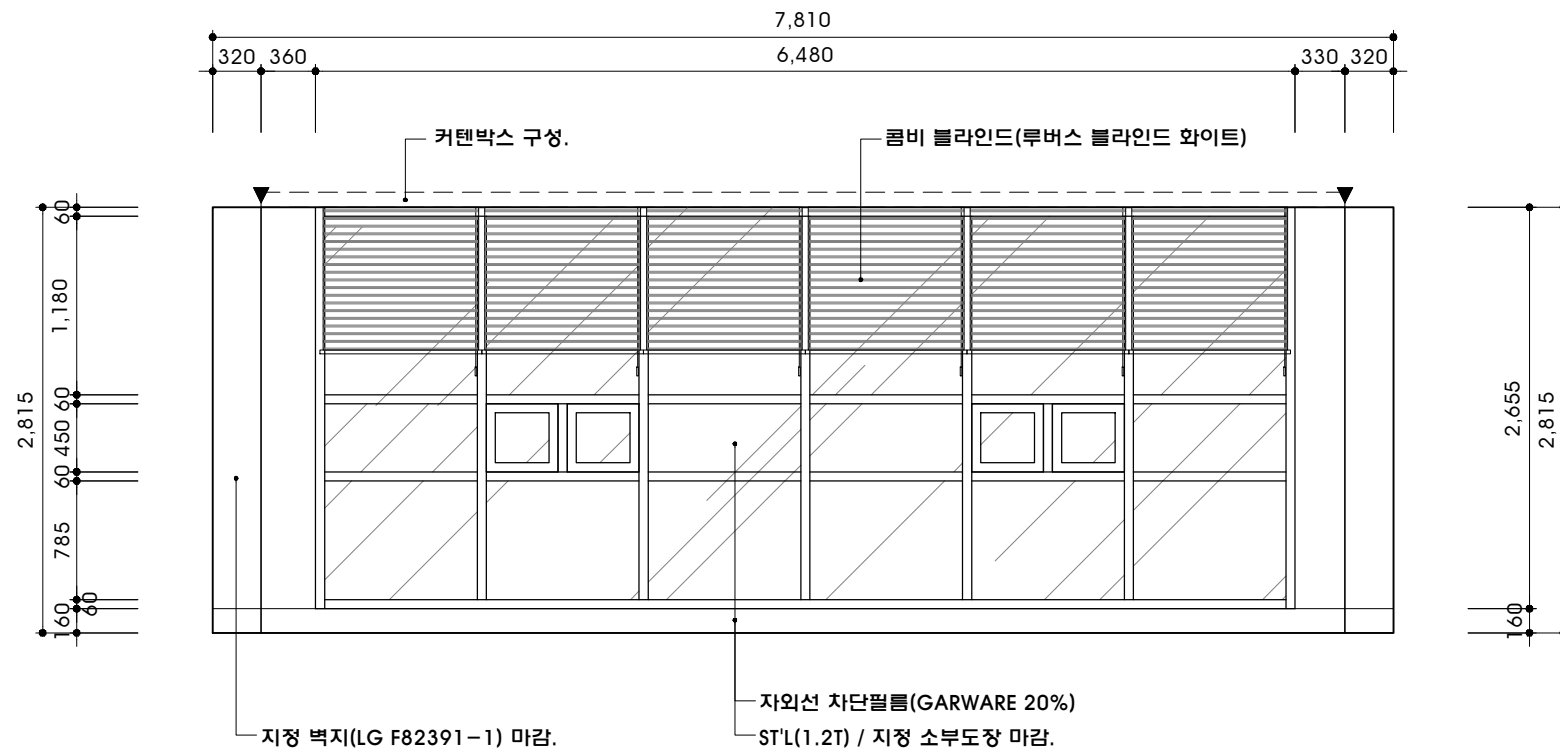 7,810
320 360 6,480 330 320
커텐박스 구성.
콤비 블라인드(루버스 블라인드 화이트)
60
1,180
60
450
60
785
60
160
2,815
2,655
2,815
160
자외선 차단필름(GARWARE 20%)
지정 벽지(LG F82391-1) 마감.
ST'L(1.2T) / 지정 소부도장 마감.